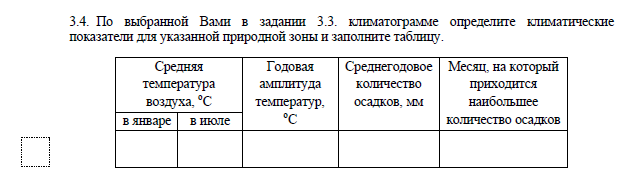 3.4. По выбранной Вами в задании 3.3. климатограмме определите климатические
показатели для указанной природной зоны и заполните таблицу.
Средняя
температура
воздуха, °С
в январе
в июле
Годовая
амплитуда
температур,
°С
Среднегодовое
количество
осадков, мм
Месяц, на который
приходится
наибольшее
количество осадков